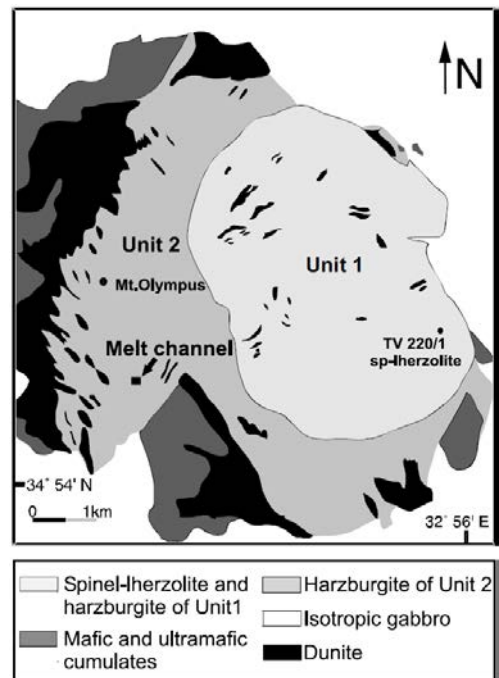 N
Unit 2
Unit 1
Mt.Olympus
Melt channel
TV 220/1
sp-lherzolite
34° 54' N
0 1km
32° 56' E
Spinel-lherzolite and
harzburgite of Unit1
Harzburgite of Unit 2
Isotropic gabbro
Mafic and ultramafic
cumulates
Dunite